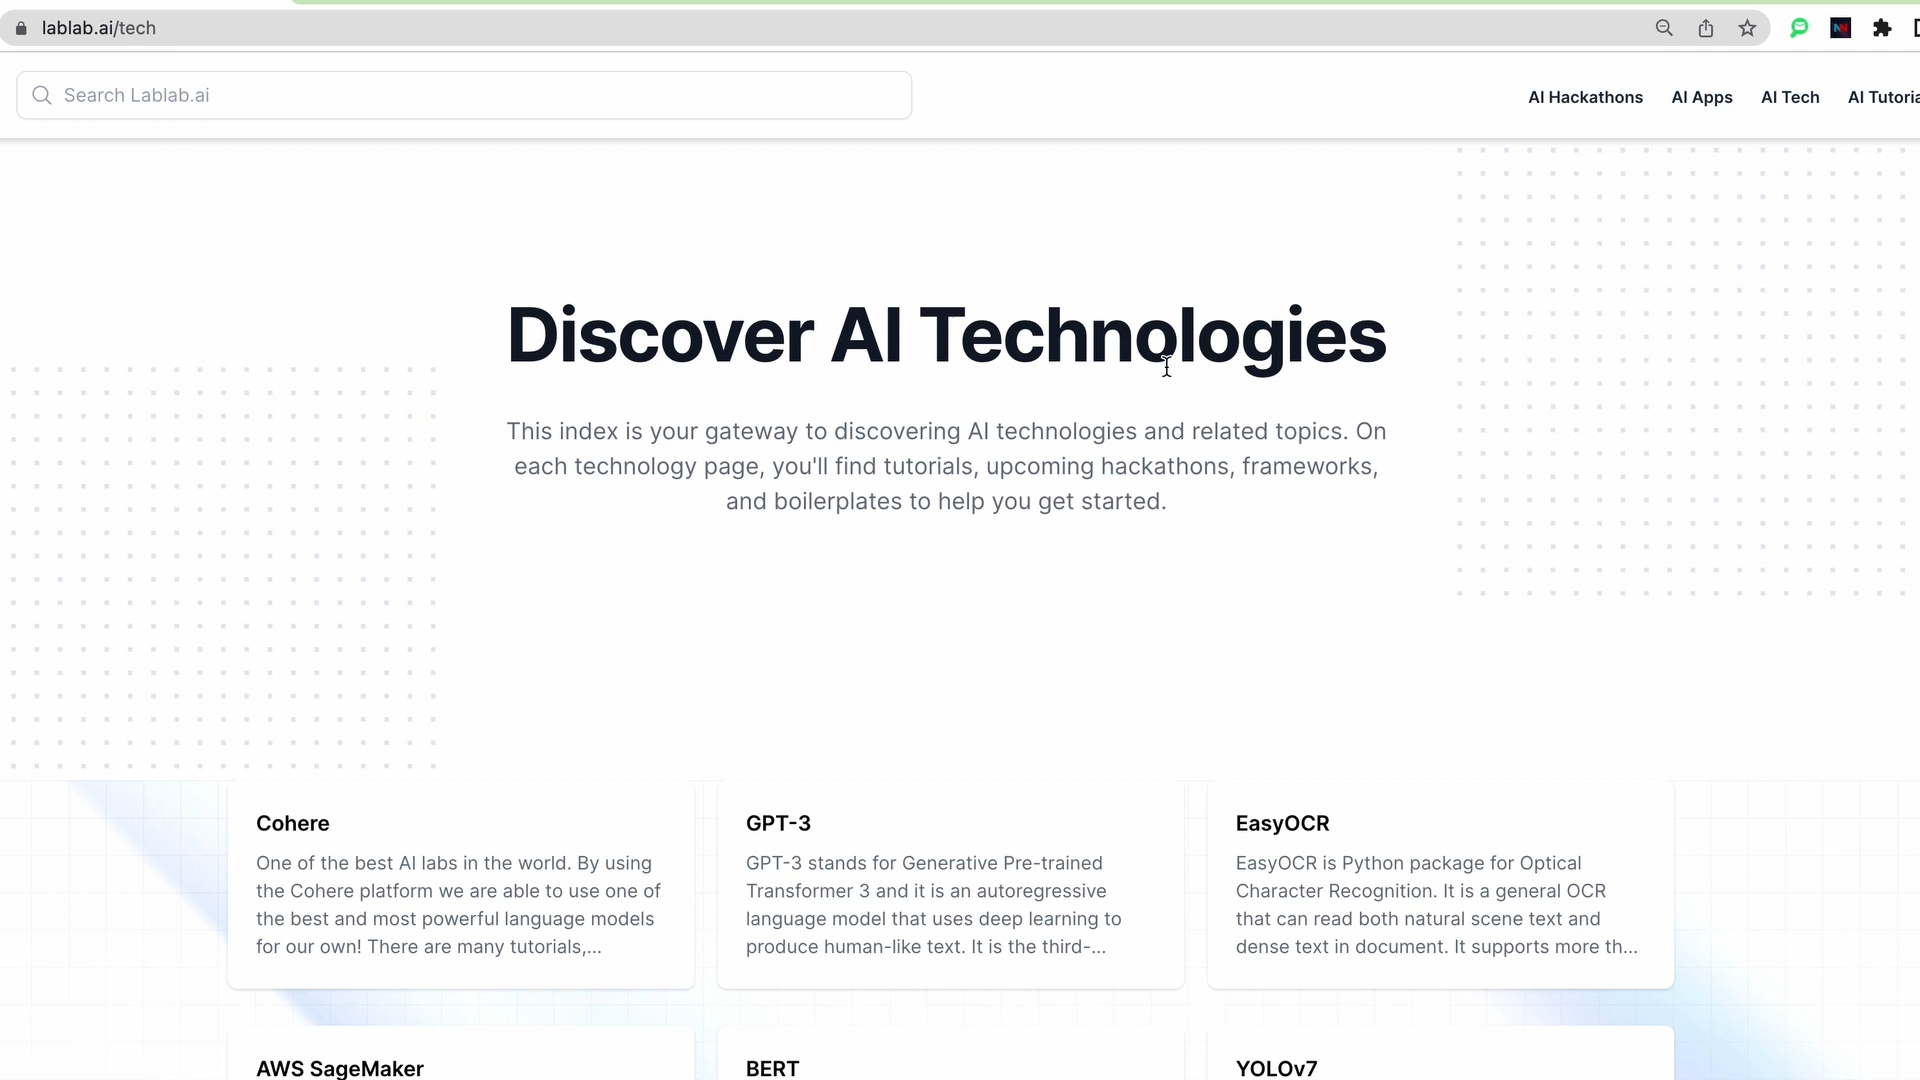 lablab.ai/tech
Search Lablab.ai
AI Hackathons
AI Apps
AI Tech
AI Tutoria
Discover AI Technologies
This index is your gateway to discovering AI technologies and related topics. On
each technology page, you'll find tutorials, upcoming hackathons, frameworks,
and boilerplates to help you get started.
Cohere
One of the best AI labs in the world. By using
the Cohere platform we are able to use one of
the best and most powerful language models
for our own! There are many tutorials,...
GPT-3
GPT-3 stands for Generative Pre-trained
Transformer 3 and it is an autoregressive
language model that uses deep learning to
produce human-like text. It is the third-...
EasyOCR
EasyOCR is Python package for Optical
Character Recognition. It is a general OCR
that can read both natural scene text and
dense text in document. It supports more th...
AWS SageMaker
BERT
YOLOv7